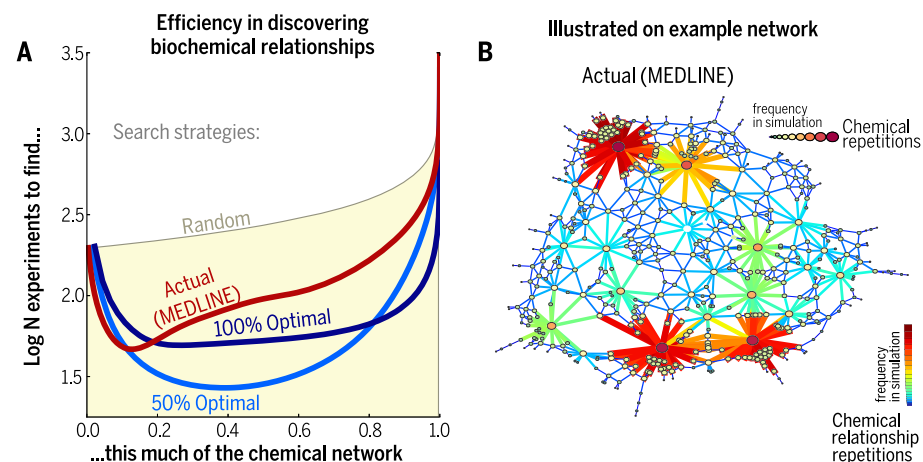 A
Efficiency in discovering
biochemical relationships
Log N experiments to find...
3.5
3.0
2.5
2.0
1.5
Search strategies:
Random
Actual
(MEDLINE)
100% Optimal
50% Optimal
0.0 0.2 0.4 0.6 0.8 1.0
...this much of the chemical network
Illustrated on example network
B
Actual (MEDLINE)
frequency
in simulation
Chemical
repetitions
frequency
in simulation
Chemical
relationship
repetitions